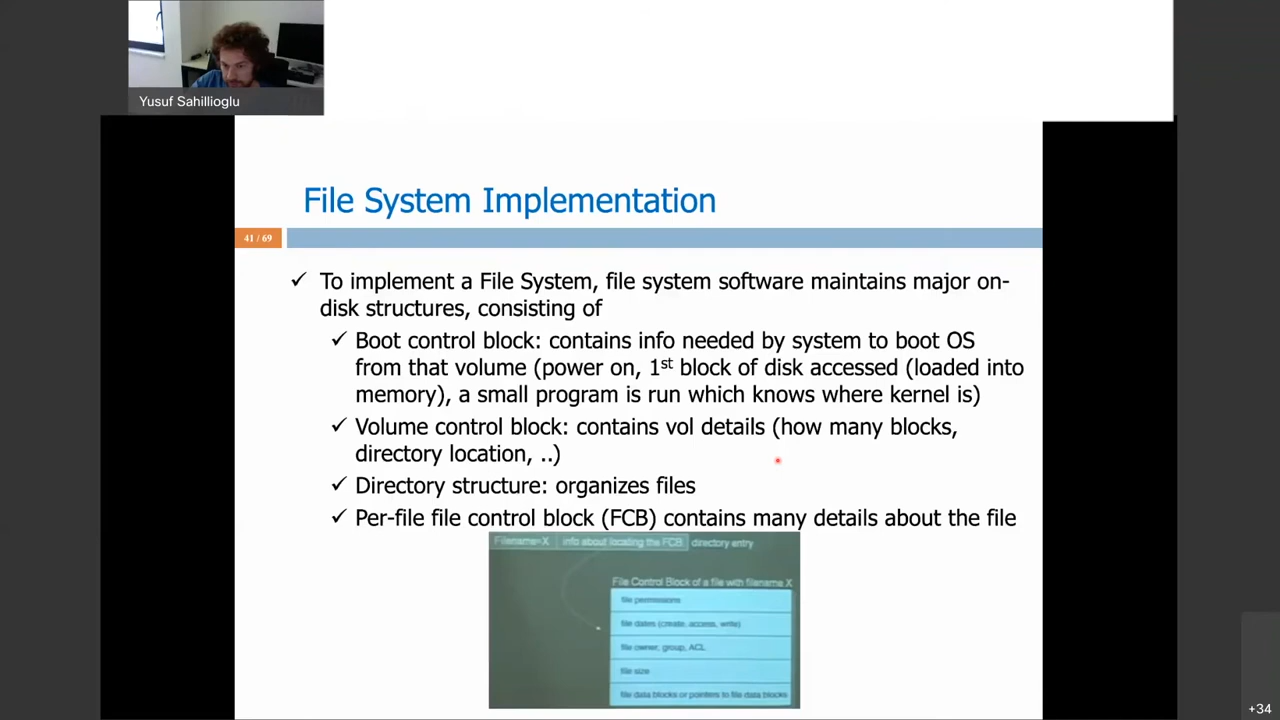 Yusuf Sahillioglu
File System Implementation
41 / 69
✓ To implement a File System, file system software maintains major on-
disk structures, consisting of
✓ Boot control block: contains info needed by system to boot OS
from that volume (power on, 1st block of disk accessed (loaded into
memory), a small program is run which knows where kernel is)
✓ Volume control block: contains vol details (how many blocks,
directory location, ..)
✓ Directory structure: organizes files
✓ Per-file file control block (FCB) contains many details about the file
Filename=X info about locating the FCB directory entry
File Control Block of a file with filename X
file permissions
file dates (create, access, write)
file owner, group, ACL
file size
file data blocks or pointers to file data blocks
+34